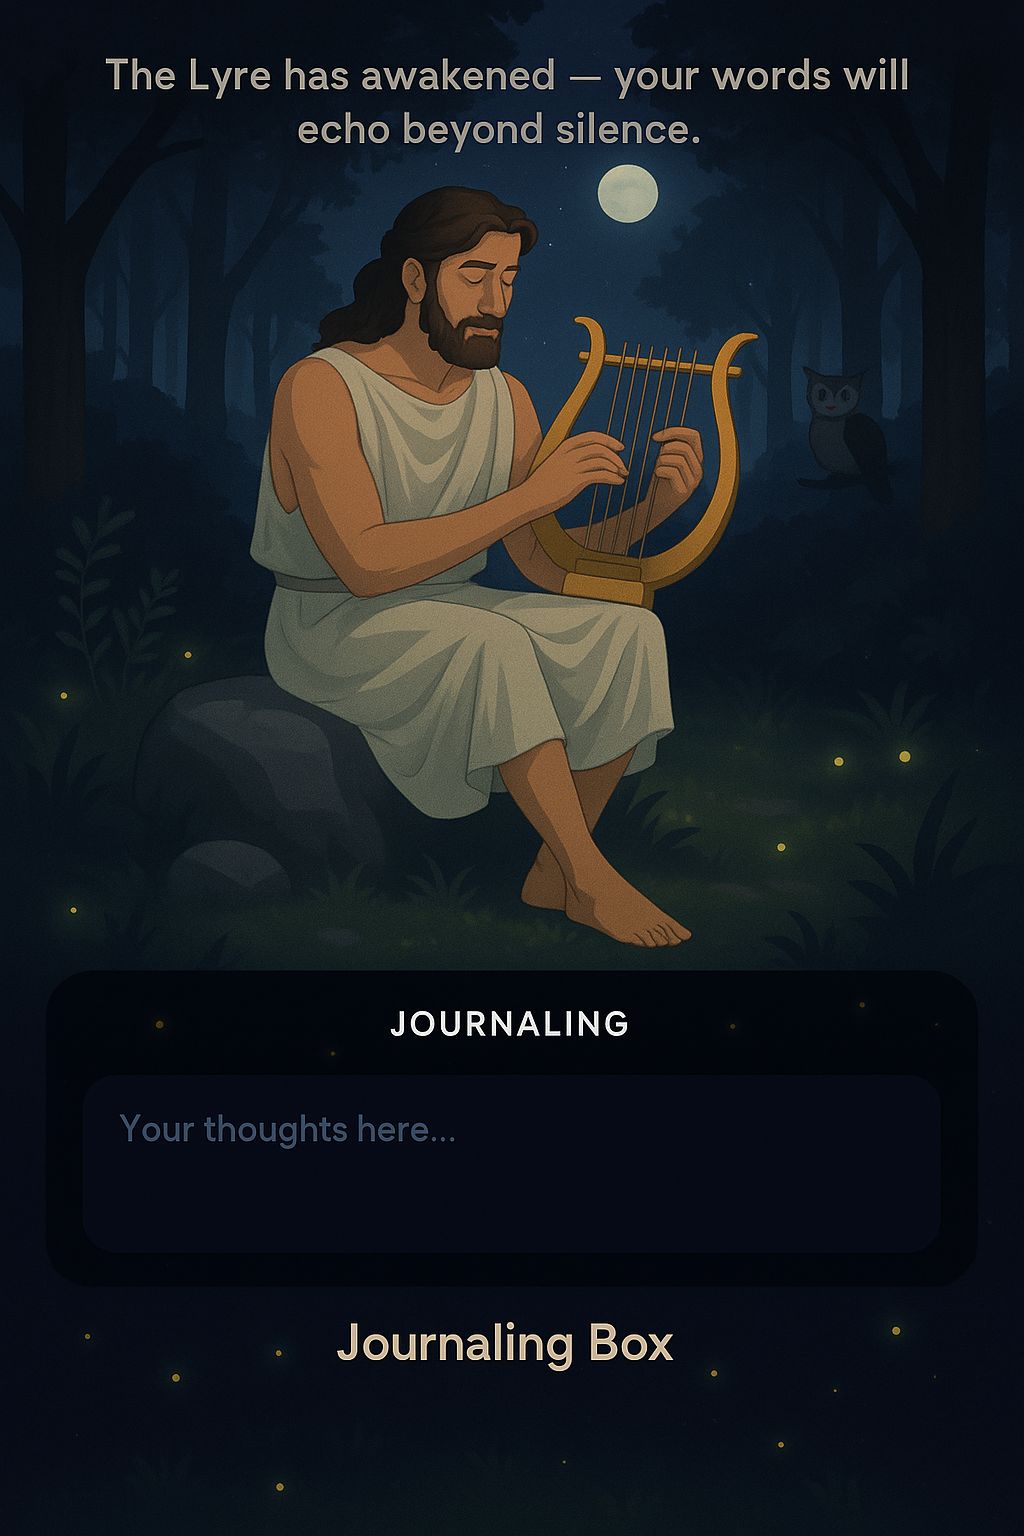 The Lyre has awakened — your words will
echo beyond silence.
JOURNALING
Your thoughts here...
Journaling Box